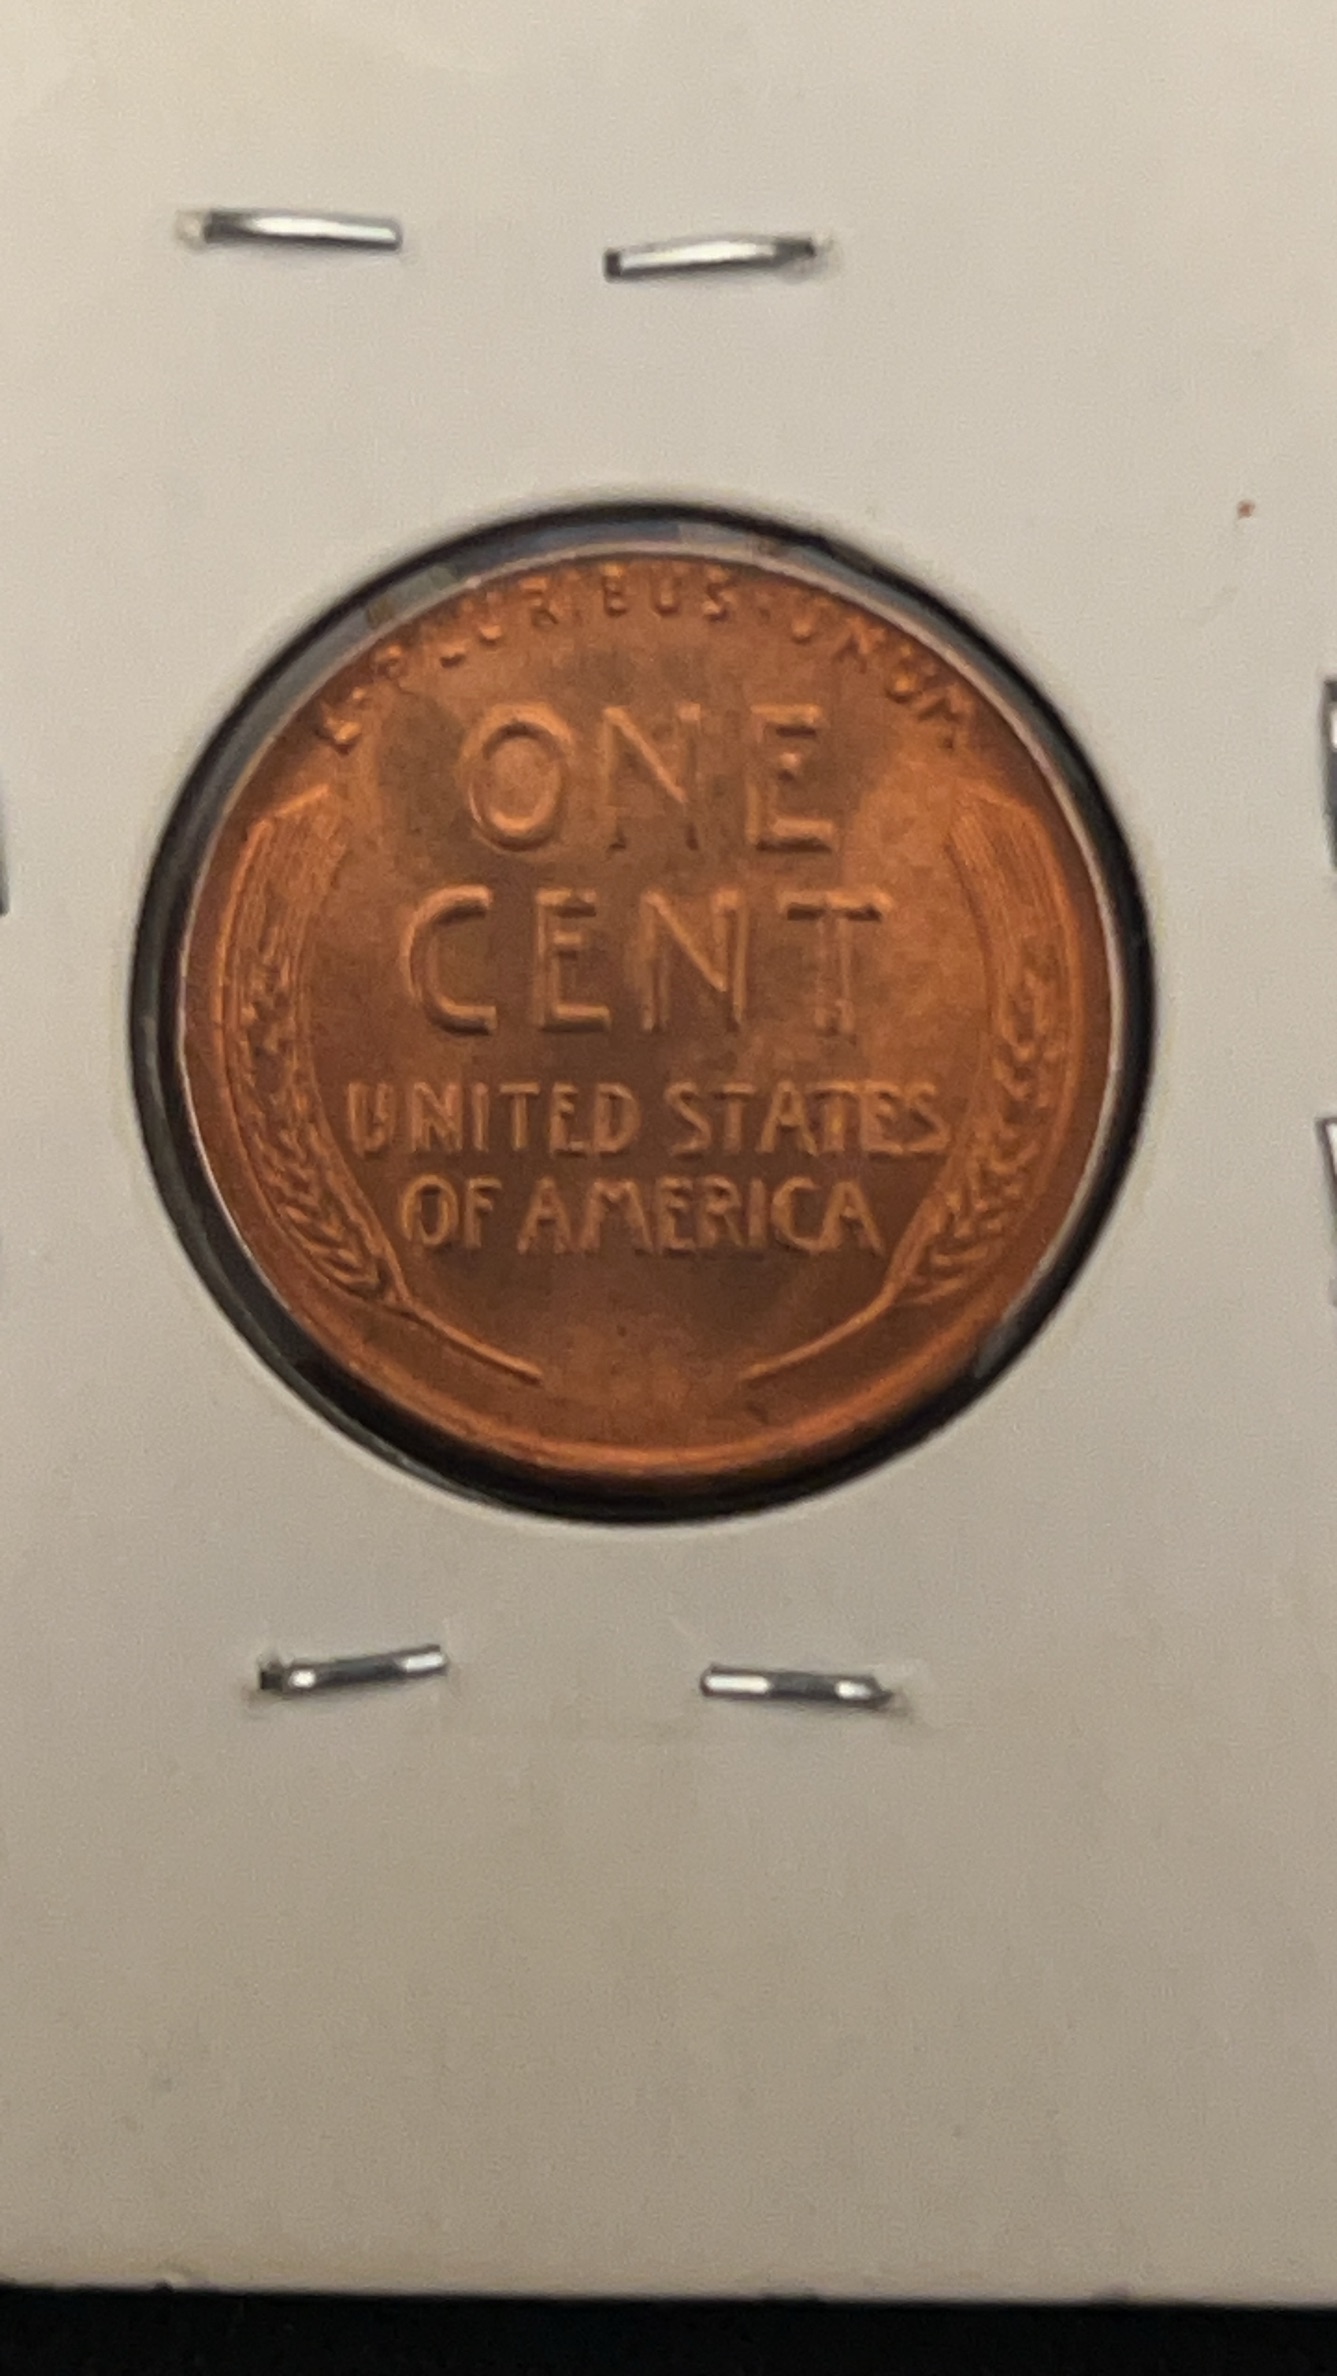 E·PLURIBUS·UNUM
ONE
CENT
UNITED STATES
OF AMERICA